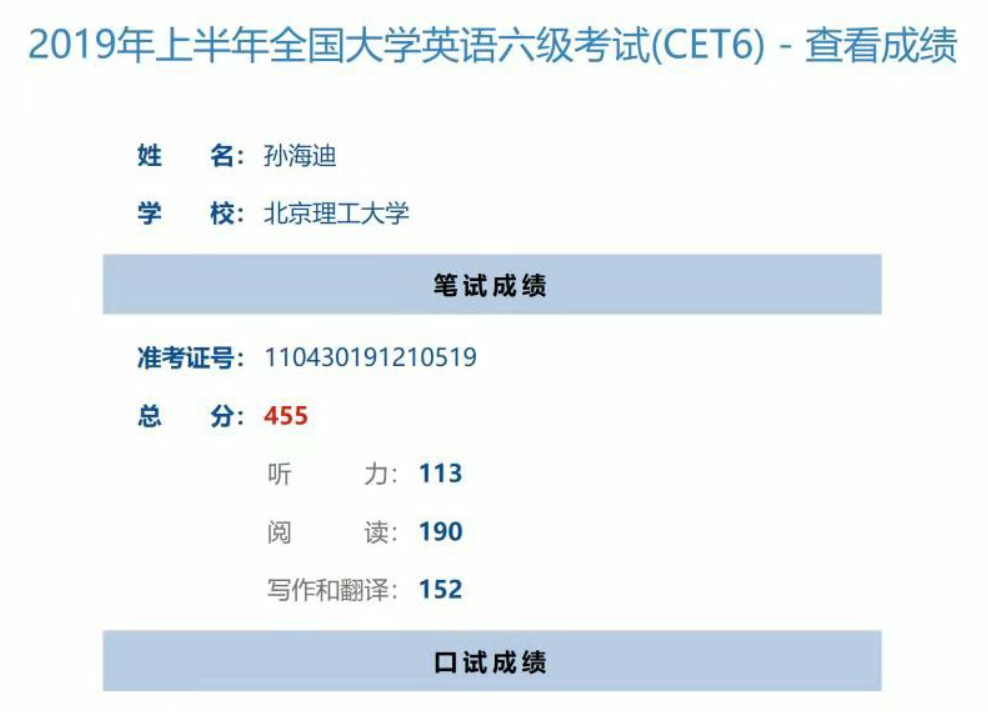 2019年上半年全国大学英语六级考试(CET6) - 查看成绩
姓 名： 孙海迪
学 校： 北京理工大学
笔试成绩
准考证号： 110430191210519
总 分： 455
听 力： 113
阅 读： 190
写作和翻译： 152
口试成绩